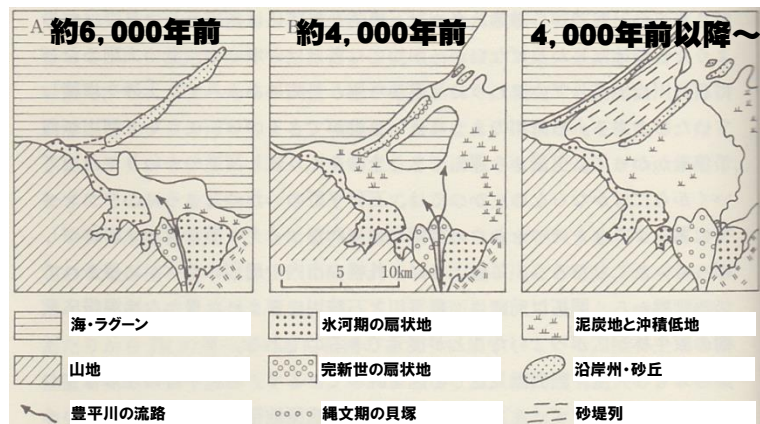 A 約6,000年前
B 約4,000年前
C 4,000年前以降~
0 5 10km
海・ラグーン
氷河期の扇状地
泥炭地と沖積低地
山地
完新世の扇状地
沿岸州・砂丘
豊平川の流路
縄文期の貝塚
砂堤列